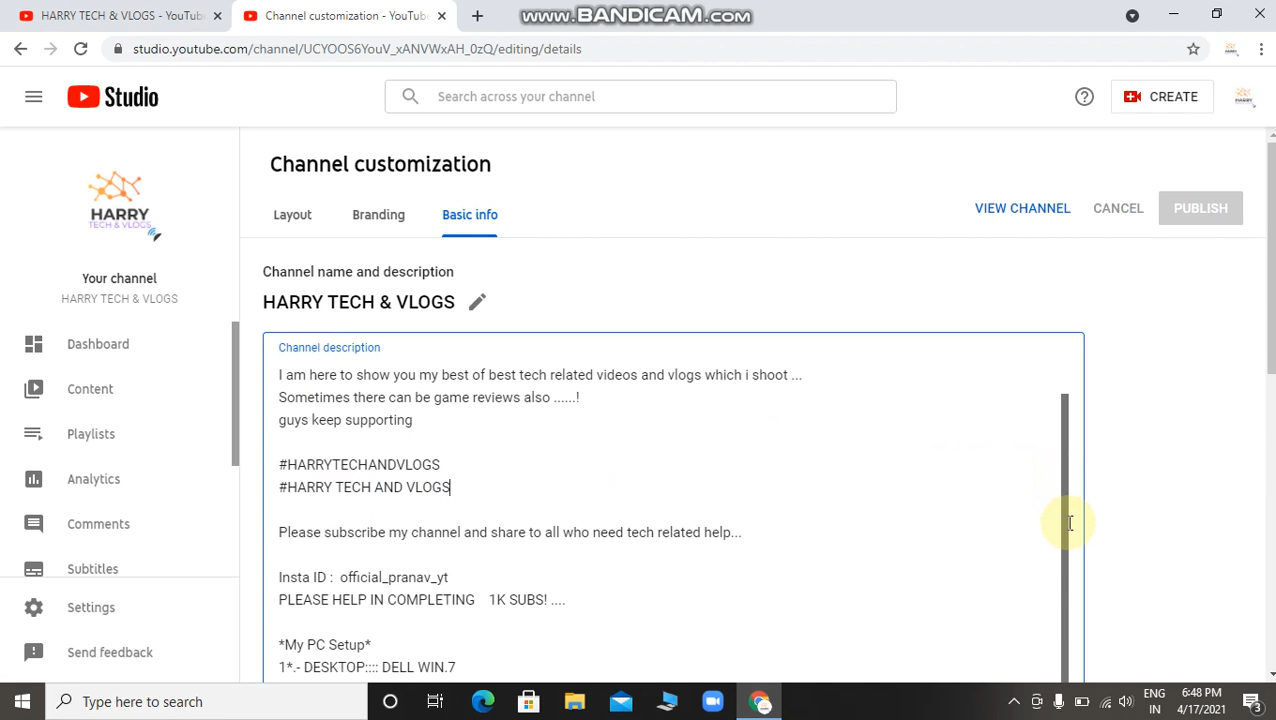 HARRY TECH & VLOGS - YouTube
Channel customization - YouTube
www.BANDICAM.com
studio.youtube.com/channel/UCYOOS6YouV_xANVWxAH_0zQ/editing/details
Studio
Search across your channel
CREATE
HARRY
HARRY
TECH & VLOGS
Your channel
HARRY TECH & VLOGS
Dashboard
Content
Playlists
Analytics
Comments
Subtitles
Settings
Send feedback
Channel customization
Layout
Branding
Basic info
VIEW CHANNEL
CANCEL
PUBLISH
Channel name and description
HARRY TECH & VLOGS
Channel description
I am here to show you my best of best tech related videos and vlogs which i shoot ...
Sometimes there can be game reviews also ......!
guys keep supporting
#HARRYTECHANDVLOGS
#HARRY TECH AND VLOGS
Please subscribe my channel and share to all who need tech related help...
Insta ID :  official_pranav_yt
PLEASE HELP IN COMPLETING    1K SUBS! ....
*My PC Setup*
1*.- DESKTOP:::: DELL WIN.7
Type here to search
ENG
IN
6:48 PM
4/17/2021
3